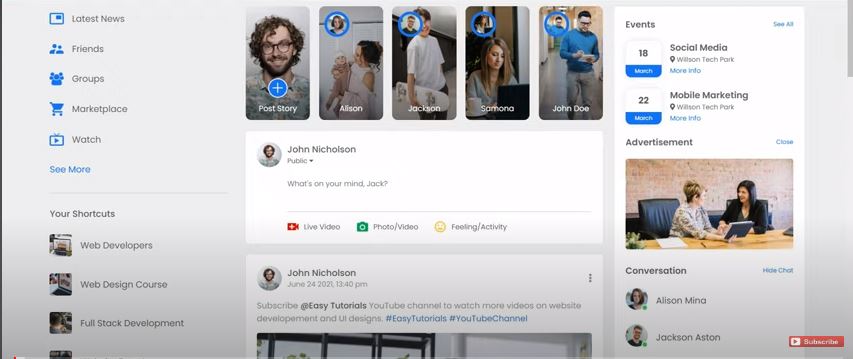 Latest News
Friends
Groups
Marketplace
Watch
See More
Your Shortcuts
Web Developers
Web Design Course
Full Stack Development
Post Story
Alison
Jackson
Samona
John Doe
John Nicholson
Public
What's on your mind, Jack?
Live Video
Photo/Video
Feeling/Activity
John Nicholson
June 24 2021, 13:40 pm
Subscribe @Easy Tutorials YouTube channel to watch more videos on website
developement and UI designs. #EasyTutorials #YouTubeChannel
Events
See All
18
March
Social Media
Willson Tech Park
More Info
22
March
Mobile Marketing
Willson Tech Park
More Info
Advertisement
Close
Conversation
Hide Chat
Alison Mina
Jackson Aston
Subscribe